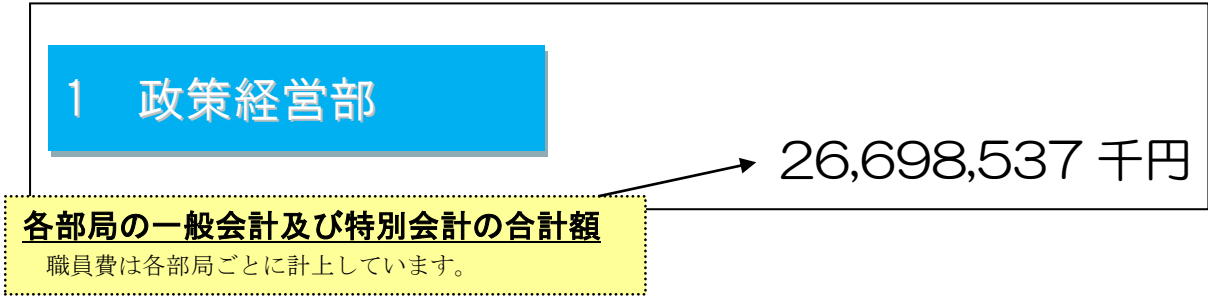 1　政策経営部
26,698,537 千円
各部局の一般会計及び特別会計の合計額
職員費は各部局ごとに計上しています。